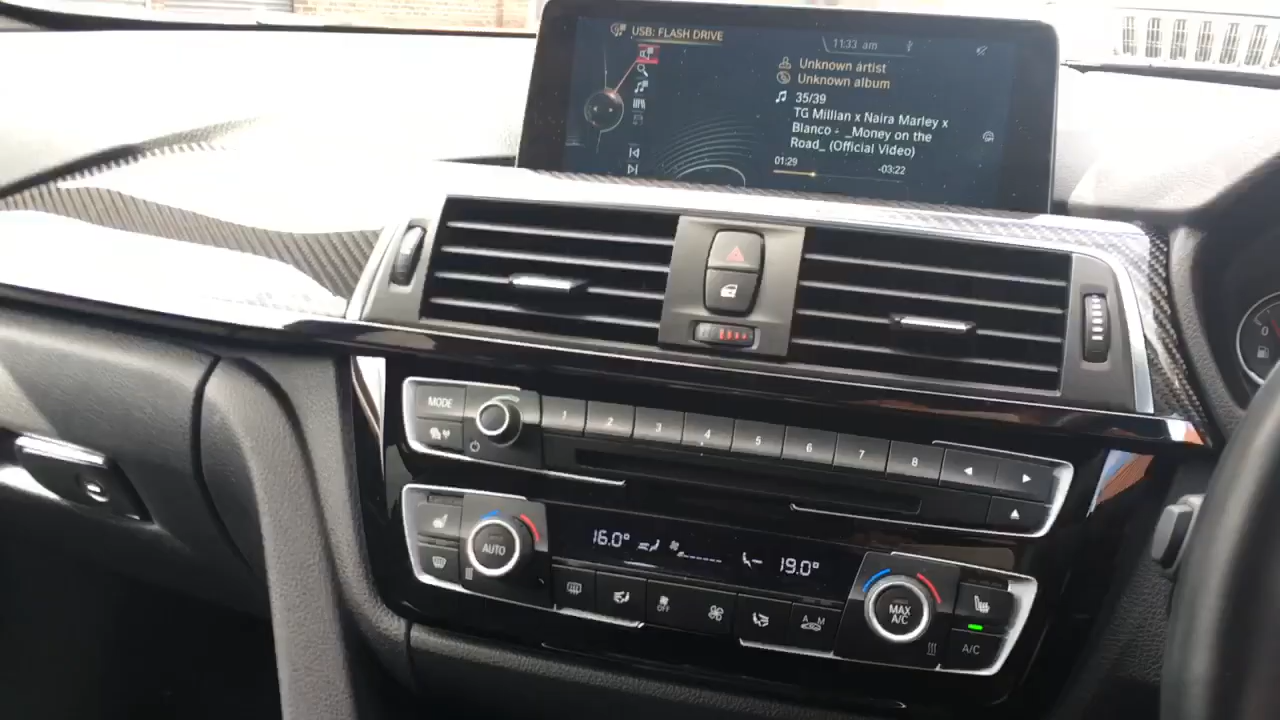 USB: FLASH DRIVE
11:33 am
Unknown artist
Unknown album
35/39
TG Millian x Naira Marley x
Blanco - _Money on the
Road_ (Official Video)
01:29
-03:22
MODE
1
2
3
4
5
6
7
8
AUTO
16.0°
19.0°
OFF
A M
MAX
A/C
A/C
0